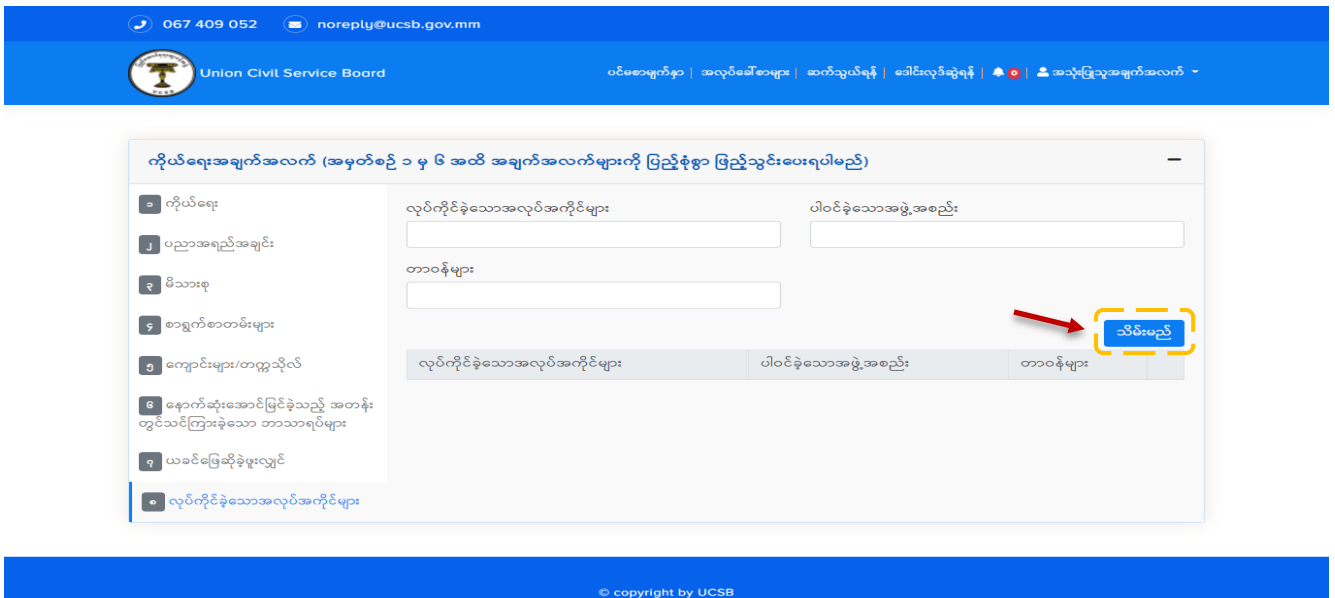 067 409 052 noreply@ucsb.gov.mm
Union Civil Service Board
ပင်မစာမျက်နှာ | အလုပ်ခေါ်စာများ | ဆက်သွယ်ရန် | ဒေါင်းလုဒ်ဆွဲရန် | 0 | အသုံးပြုသူအချက်အလက်
ကိုယ်ရေးအချက်အလက် (အမှတ်စဉ် ၁ မှ ၆ အထိ အချက်အလက်များကို ပြည့်စုံစွာ ဖြည့်သွင်းပေးရပါမည်)
၁ ကိုယ်ရေး
၂ ပညာအရည်အချင်း
၃ မိသားစု
၄ စာရွက်စာတမ်းများ
၅ ကျောင်းများ/တက္ကသိုလ်
၆ နောက်ဆုံးအောင်မြင်ခဲ့သည့် အတန်း
တွင်သင်ကြားခဲ့သော ဘာသာရပ်များ
၇ ယခင်ဖြေဆိုခဲ့ဖူးလျှင်
၈ လုပ်ကိုင်ခဲ့သောအလုပ်အကိုင်များ
လုပ်ကိုင်ခဲ့သောအလုပ်အကိုင်များ
ပါဝင်ခဲ့သောအဖွဲ့အစည်း
တာဝန်များ
သိမ်းမည်
လုပ်ကိုင်ခဲ့သောအလုပ်အကိုင်များ ပါဝင်ခဲ့သောအဖွဲ့အစည်း တာဝန်များ
© copyright by UCSB